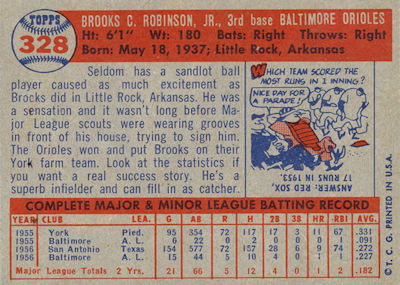 TOPPS
328
BROOKS C. ROBINSON, JR., 3rd base BALTIMORE ORIOLES
Ht: 6'1" Wt: 180 Bats: Right Throws: Right
Born: May 18, 1937; Little Rock, Arkansas
Seldom has a sandlot ball
player caused as much excitement as
Brocks did in Little Rock, Arkansas. He
was a sensation and it wasn't long before
Major League scouts were wearing grooves
in front of his house, trying to sign him.
The Orioles won and put Brooks on their
York farm team. Look at the statistics if
you want a real success story. He's a
superb infielder and can fill in as catcher.
WHICH TEAM SCORED THE
MOST RUNS IN 1 INNING?
NICE DAY FOR
A PARADE!
ANSWER: RED SOX
17 RUNS IN 1953.
COMPLETE MAJOR & MINOR LEAGUE BATTING RECORD
YEAR CLUB LEA. G AB R H 2B 3B HR RBI AVG.
1955 York Pied. 95 354 72 117 17 3 11 67 .331
1955 Baltimore A. L. 6 22 0 2 0 0 0 1 .091
1956 San Antonio Texas 154 577 72 157 28 6 9 74 .272
1956 Baltimore A. L. 15 44 5 10 4 0 1 1 .227
Major League Totals 2 Yrs. 21 66 5 12 4 0 1 2 .182
© T. C. G. PRINTED IN U.S.A.